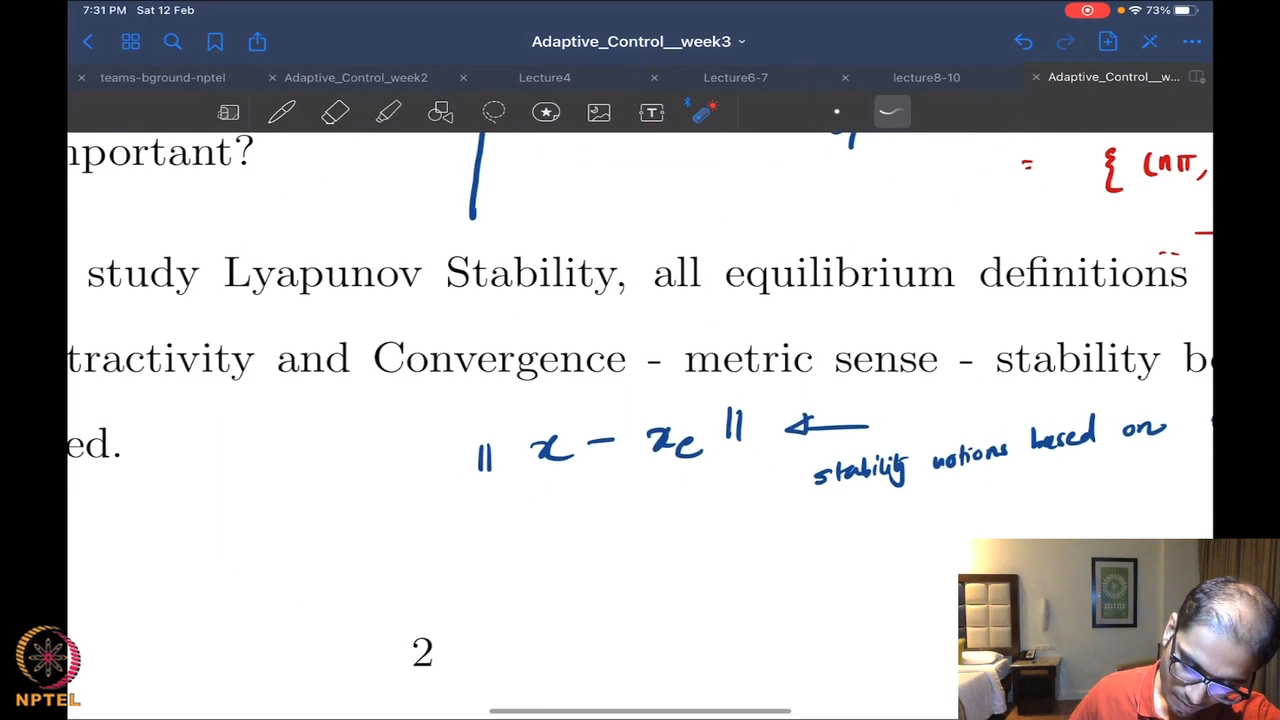 7:31 PM Sat 12 Feb
73%
Adaptive_Control__week3
teams-bground-nptel
Adaptive_Control_week2
Lecture4
Lecture6-7
lecture8-10
Adaptive_Control__w...
mportant?
= { (nπ,
study Lyapunov Stability, all equilibrium definitions
tractivity and Convergence - metric sense - stability be
ed.
|| x - xe ||
stability notions based on
2
NPTEL